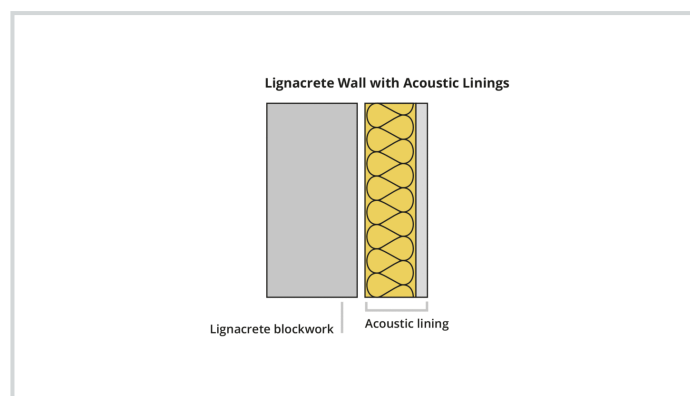 Lignacrete Wall with Acoustic Linings
Lignacrete blockwork
Acoustic lining